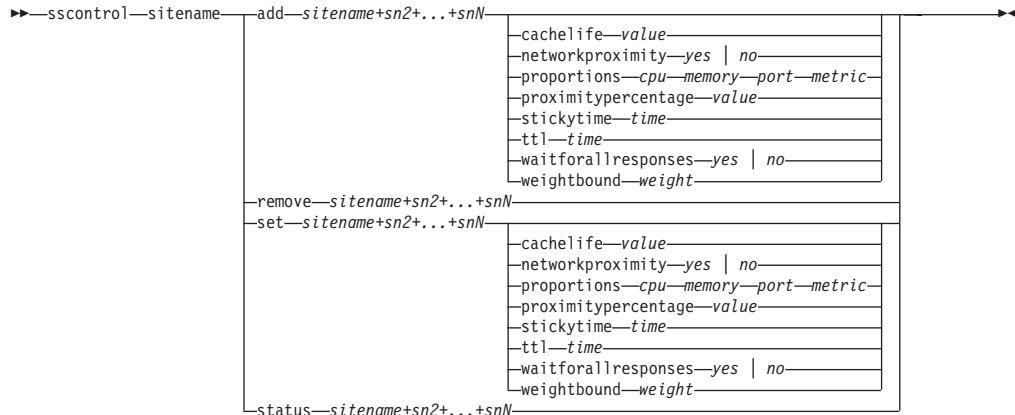 sscontrol sitename add sitename+sn2+...+snN
cachelife value
networkproximity yes | no
proportions cpu memory port metric
proximitypercentage value
stickytime time
ttl time
waitforallresponses yes | no
weightbound weight
remove sitename+sn2+...+snN
set sitename+sn2+...+snN
cachelife value
networkproximity yes | no
proportions cpu memory port metric
proximitypercentage value
stickytime time
ttl time
waitforallresponses yes | no
weightbound weight
status sitename+sn2+...+snN